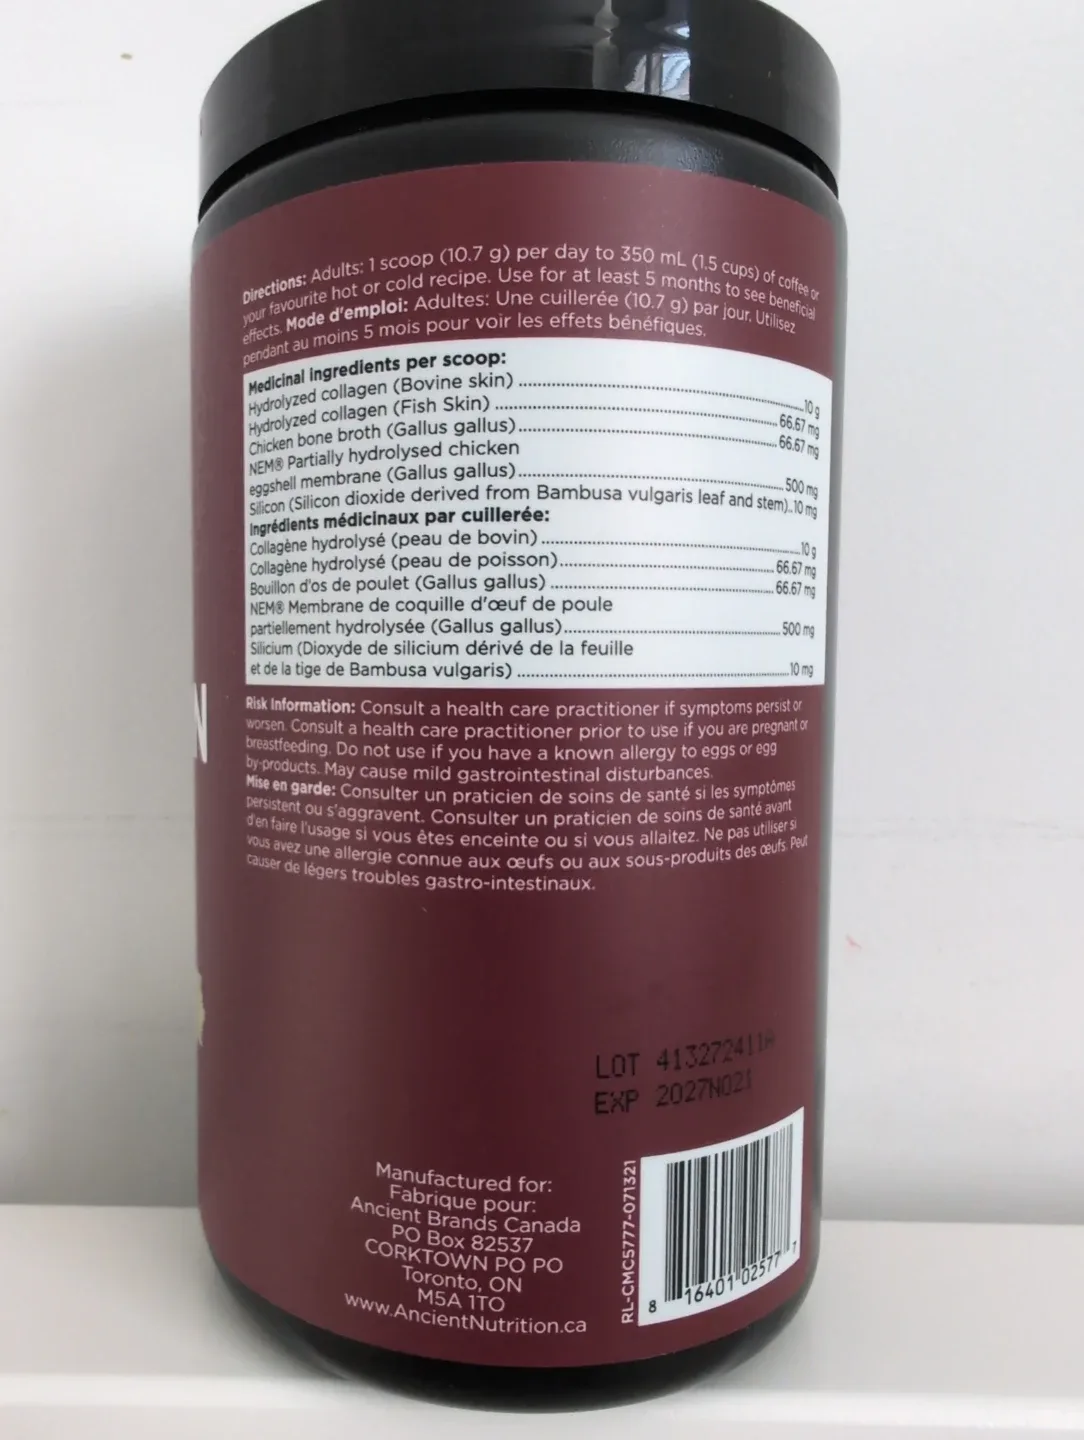 Directions: Adults: 1 scoop (10.7 g) per day to 350 mL (1.5 cups) of coffee or
your favourite hot or cold recipe. Use for at least 5 months to see beneficial
effects. Mode d'emploi: Adultes: Une cuillerée (10.7 g) par jour. Utilisez
pendant au moins 5 mois pour voir les effets bénéfiques.
Medicinal Ingredients per scoop:
Hydrolyzed collagen (Bovine skin) ........ 10 g
Hydrolyzed collagen (Fish Skin) ........ 66.67 mg
Chicken bone broth (Gallus gallus) ........ 66.67 mg
NEM® Partially hydrolysed chicken
eggshell membrane (Gallus gallus) ........ 500 mg
Silicon (Silicon dioxide derived from Bambusa vulgaris leaf and stem)..10 mg
Ingrédients médicinaux par cuillerée:
Collagène hydrolysé (peau de bovin) ........ 10 g
Collagène hydrolysé (peau de poisson) ........ 66.67 mg
Bouillon d'os de poulet (Gallus gallus) ........ 66.67 mg
NEM® Membrane de coquille d'œuf de poule
partiellement hydrolysée (Gallus gallus) ........ 500 mg
Silicium (Dioxyde de silicium dérivé de la feuille
et de la tige de Bambusa vulgaris) ........ 10 mg
N
Risk Information: Consult a health care practitioner if symptoms persist or
worsen. Consult a health care practitioner prior to use if you are pregnant or
breastfeeding. Do not use if you have a known allergy to eggs or egg
by-products. May cause mild gastrointestinal disturbances.
Mise en garde: Consulter un praticien de soins de santé si les symptômes
persistent ou s'aggravent. Consulter un praticien de soins de santé avant
d'en faire l'usage si vous êtes enceinte ou si vous allaitez. Ne pas utiliser si
vous avez une allergie connue aux œufs ou aux sous-produits des œufs. Peut
causer de légers troubles gastro-intestinaux.
LOT 413272411A
EXP 2027NO21
Manufactured for:
Fabrique pour:
Ancient Brands Canada
PO Box 82537
CORKTOWN PO PO
Toronto, ON
M5A 1TO
www.AncientNutrition.ca
RL-CMC5777-071321
8 16401 02577 7